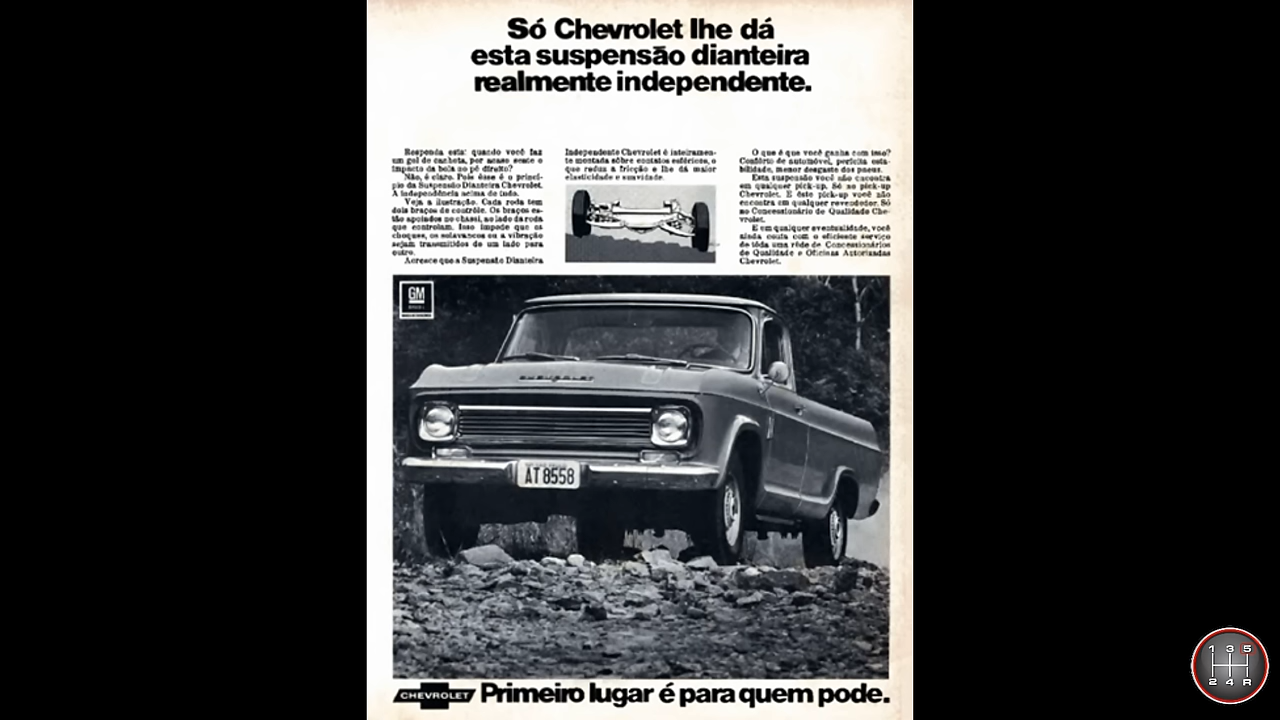 Só Chevrolet lhe dá
esta suspensão dianteira
realmente independente.
Responda esta: quando você faz
um gol de canhota, por acaso sente o
impacto da bola no pé direito?
Não, é claro. Pois êsse é o princí-
pio da Suspensão Dianteira Chevrolet.
A independência acima de tudo.
Veja a ilustração. Cada roda tem
dois braços de contrôle. Os braços es-
tão apoiados no chassi, ao lado da roda
que controlam. Isso impede que os
choques, os solavancos ou a vibração
sejam transmitidos de um lado para
outro.
Acresce que a Suspensão Dianteira
Independente Chevrolet é inteiramen-
te montada sôbre contatos esféricos, o
que reduz a fricção e lhe dá maior
elasticidade e suavidade.
O que é que você ganha com isso?
Confôrto de automóvel, perfeita esta-
bilidade, menor desgaste dos pneus.
Esta suspensão você não encontra
em qualquer pick-up. Só no pick-up
Chevrolet. E êste pick-up você não
encontra em qualquer revendedor. Só
no Concessionário de Qualidade Che-
vrolet.
E em qualquer eventualidade, você
ainda conta com o eficiente serviço
de tôda uma rêde de Concessionários
de Qualidade e Oficinas Autorizadas
Chevrolet.
GM
CHEVROLET
AT 8558
CHEVROLET Primeiro lugar é para quem pode.
1 3 5
2 4 R